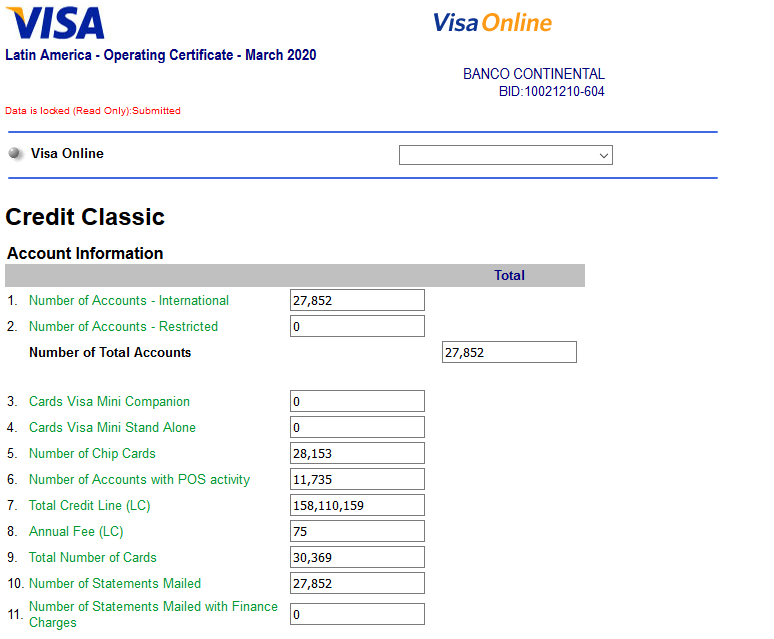 VISA
Visa Online
Latin America - Operating Certificate - March 2020
BANCO CONTINENTAL
BID:10021210-604
Data is locked (Read Only):Submitted
Visa Online
Credit Classic
Account Information
Total
1. Number of Accounts - International 27,852
2. Number of Accounts - Restricted 0
Number of Total Accounts 27,852
3. Cards Visa Mini Companion 0
4. Cards Visa Mini Stand Alone 0
5. Number of Chip Cards 28,153
6. Number of Accounts with POS activity 11,735
7. Total Credit Line (LC) 158,110,159
8. Annual Fee (LC) 75
9. Total Number of Cards 30,369
10. Number of Statements Mailed 27,852
11. Number of Statements Mailed with Finance
Charges 0